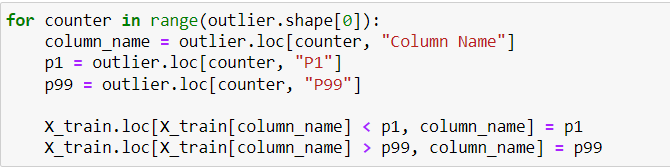 for counter in range(outlier.shape[0]):
    column_name = outlier.loc[counter, "Column Name"]
    p1 = outlier.loc[counter, "P1"]
    p99 = outlier.loc[counter, "P99"]

    X_train.loc[X_train[column_name] < p1, column_name] = p1
    X_train.loc[X_train[column_name] > p99, column_name] = p99